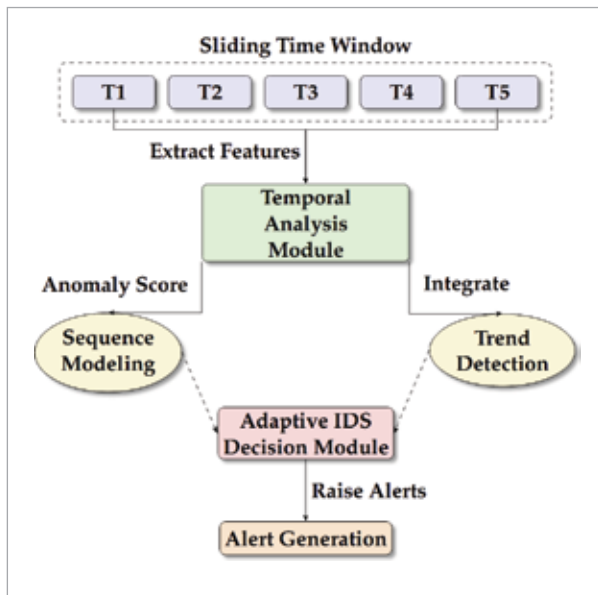 Sliding Time Window
T1 T2 T3 T4 T5
Extract Features
Temporal
Analysis
Module
Anomaly Score
Integrate
Sequence
Modeling
Trend
Detection
Adaptive IDS
Decision Module
Raise Alerts
Alert Generation